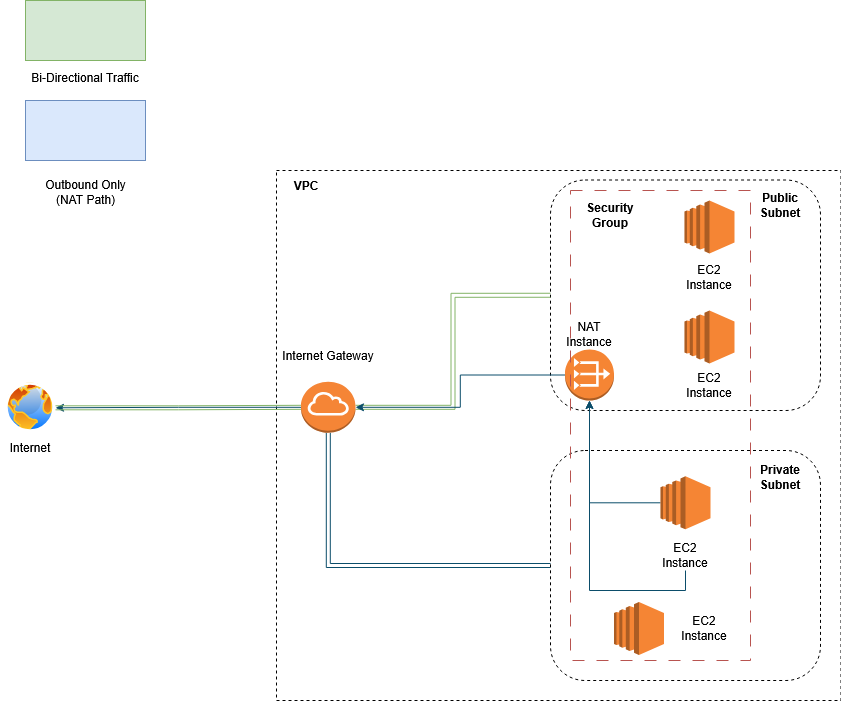 Bi-Directional Traffic
Outbound Only
(NAT Path)
VPC
Public
Subnet
Security
Group
EC2
Instance
NAT
Instance
EC2
Instance
Internet Gateway
Internet
Private
Subnet
EC2
Instance
EC2
Instance